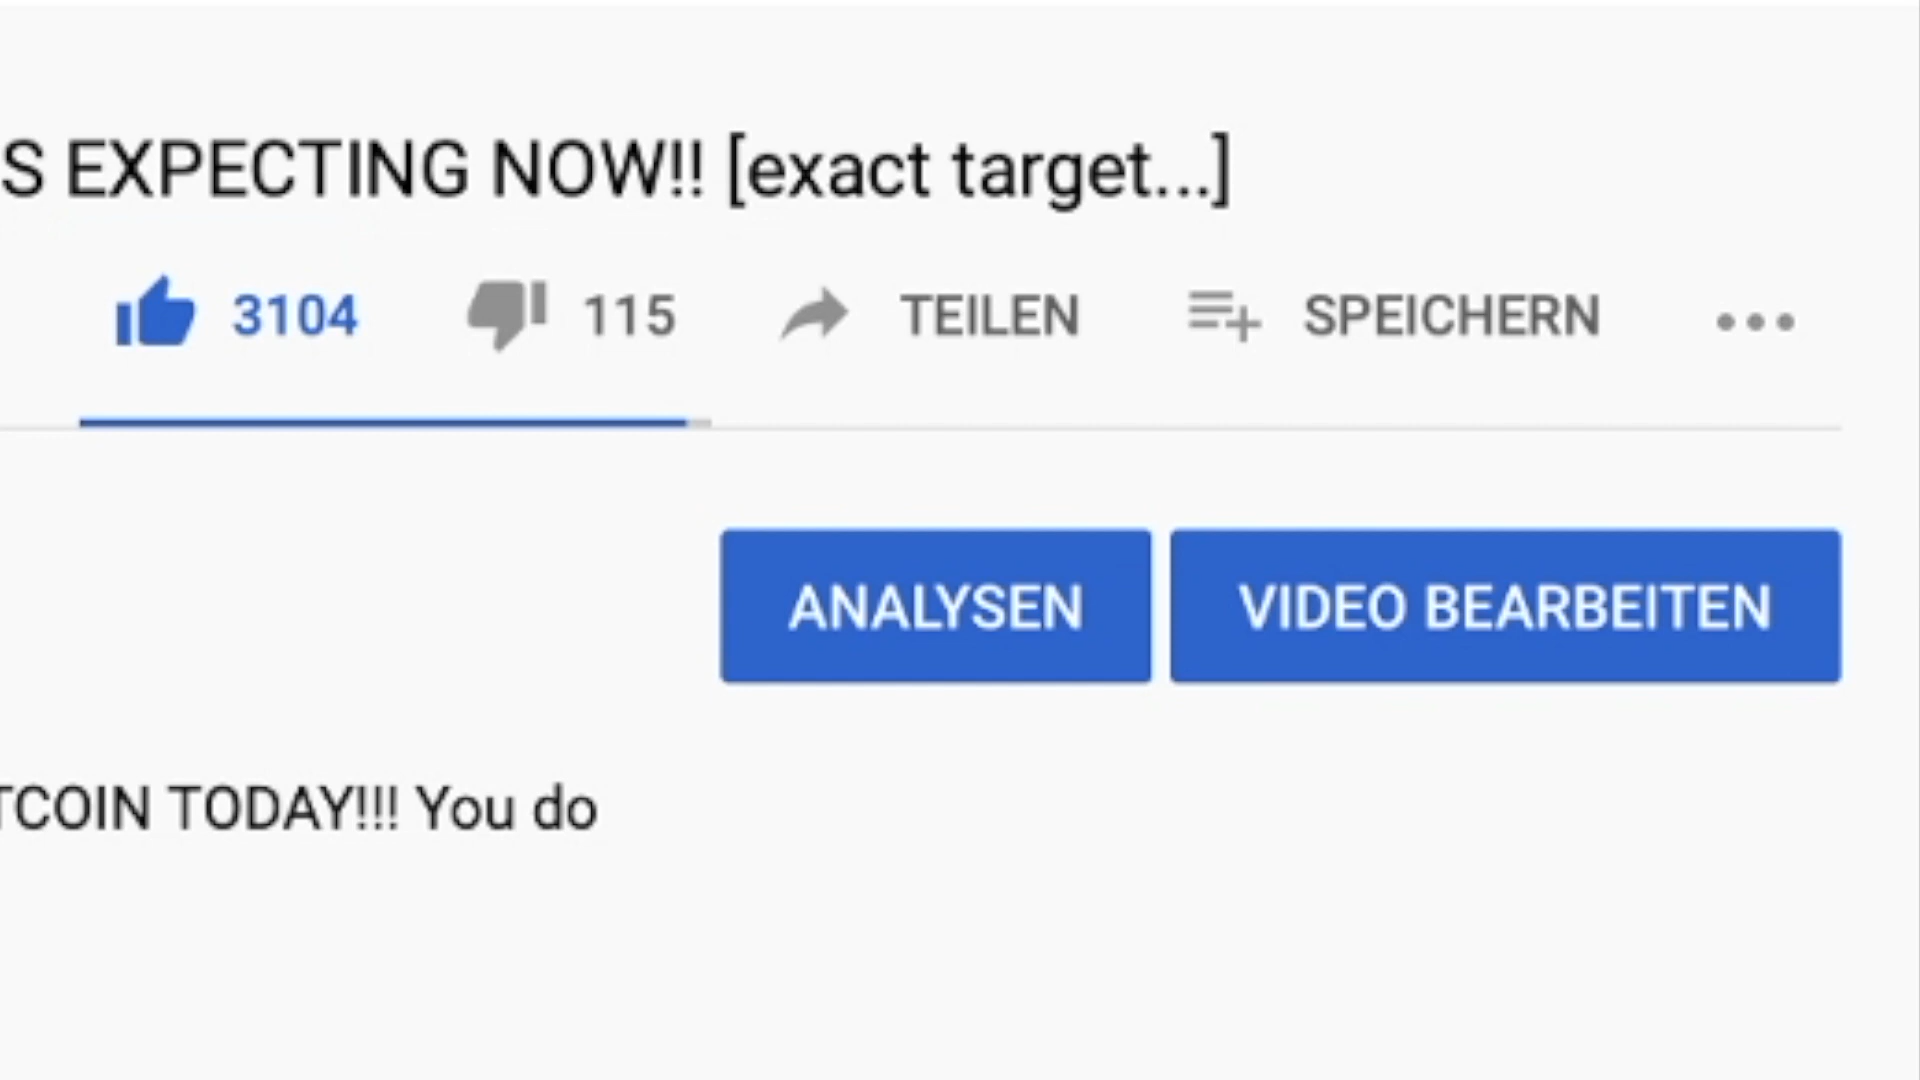 S EXPECTING NOW!! [exact target...]
3104 115 TEILEN SPEICHERN
ANALYSEN VIDEO BEARBEITEN
TCOIN TODAY!!! You do